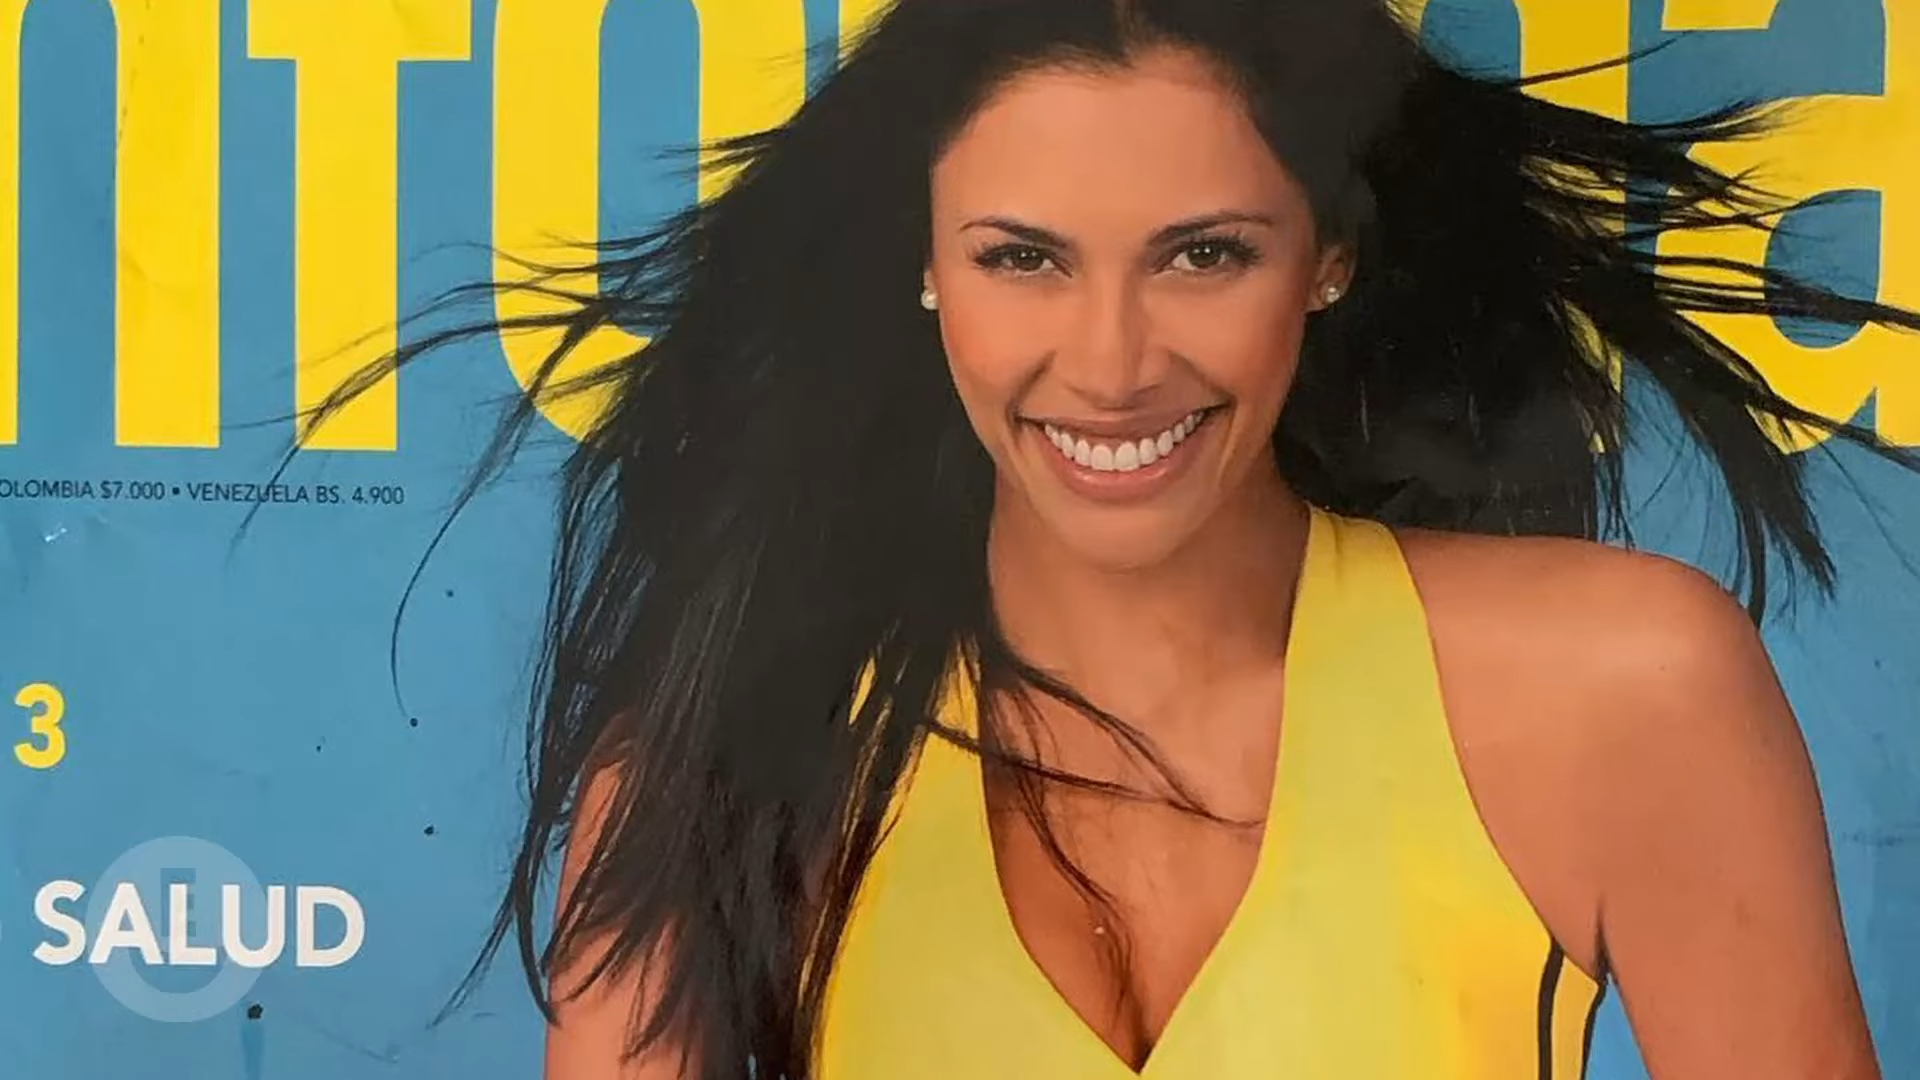 OLOMBIA $7.000 • VENEZUELA BS. 4.900
3
SALUD